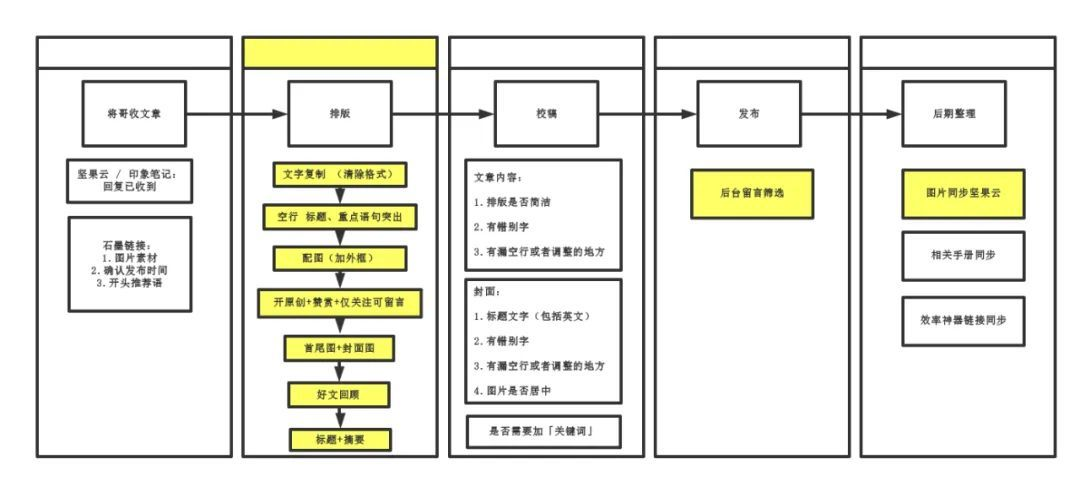 将哥收文章
坚果云 / 印象笔记：
回复已收到
石墨链接：
1.图片素材
2.确认发布时间
3.开头推荐语
排版
文字复制 （清除格式）
空行 标题、重点语句突出
配图（加外框）
开原创+赞赏+仅关注可留言
首尾图+封面图
好文回顾
标题+摘要
校稿
文章内容：
1.排版是否简洁
2.有错别字
3.有漏空行或者调整的地方
封面：
1.标题文字（包括英文）
2.有错别字
3.有漏空行或者调整的地方
4.图片是否居中
是否需要加「关键词」
发布
后台留言筛选
后期整理
图片同步坚果云
相关手册同步
效率神器链接同步